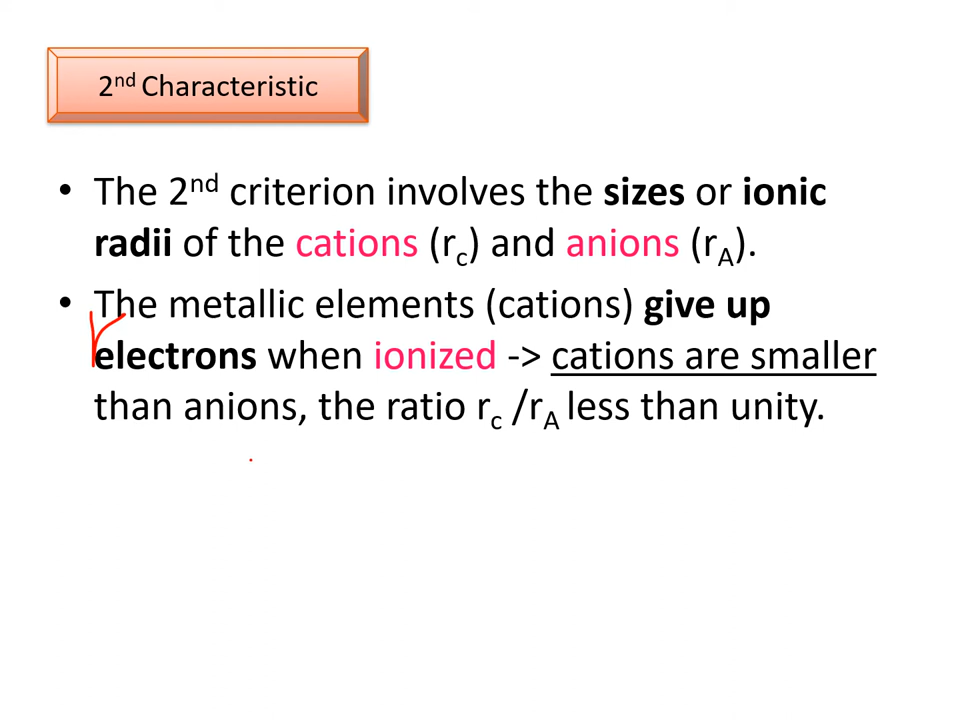 2nd Characteristic
• The 2nd criterion involves the sizes or ionic
radii of the cations (rc) and anions (rA).
• The metallic elements (cations) give up
electrons when ionized -> cations are smaller
than anions, the ratio rc /rA less than unity.